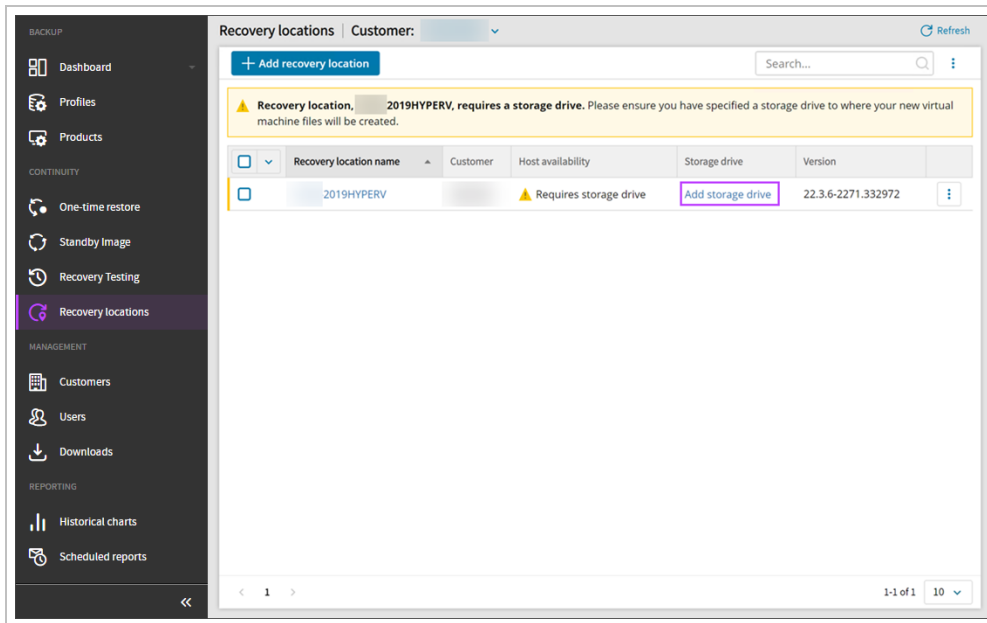 BACKUP
Dashboard
Profiles
Products
CONTINUITY
One-time restore
Standby Image
Recovery Testing
Recovery locations
MANAGEMENT
Customers
Users
Downloads
REPORTING
Historical charts
Scheduled reports
Recovery locations | Customer:
Refresh
+ Add recovery location
Search...
Recovery location, 2019HYPERV, requires a storage drive. Please ensure you have specified a storage drive to where your new virtual
machine files will be created.
Recovery location name Customer Host availability Storage drive Version
2019HYPERV Requires storage drive Add storage drive 22.3.6-2271.332972
1 1-1 of 1 10